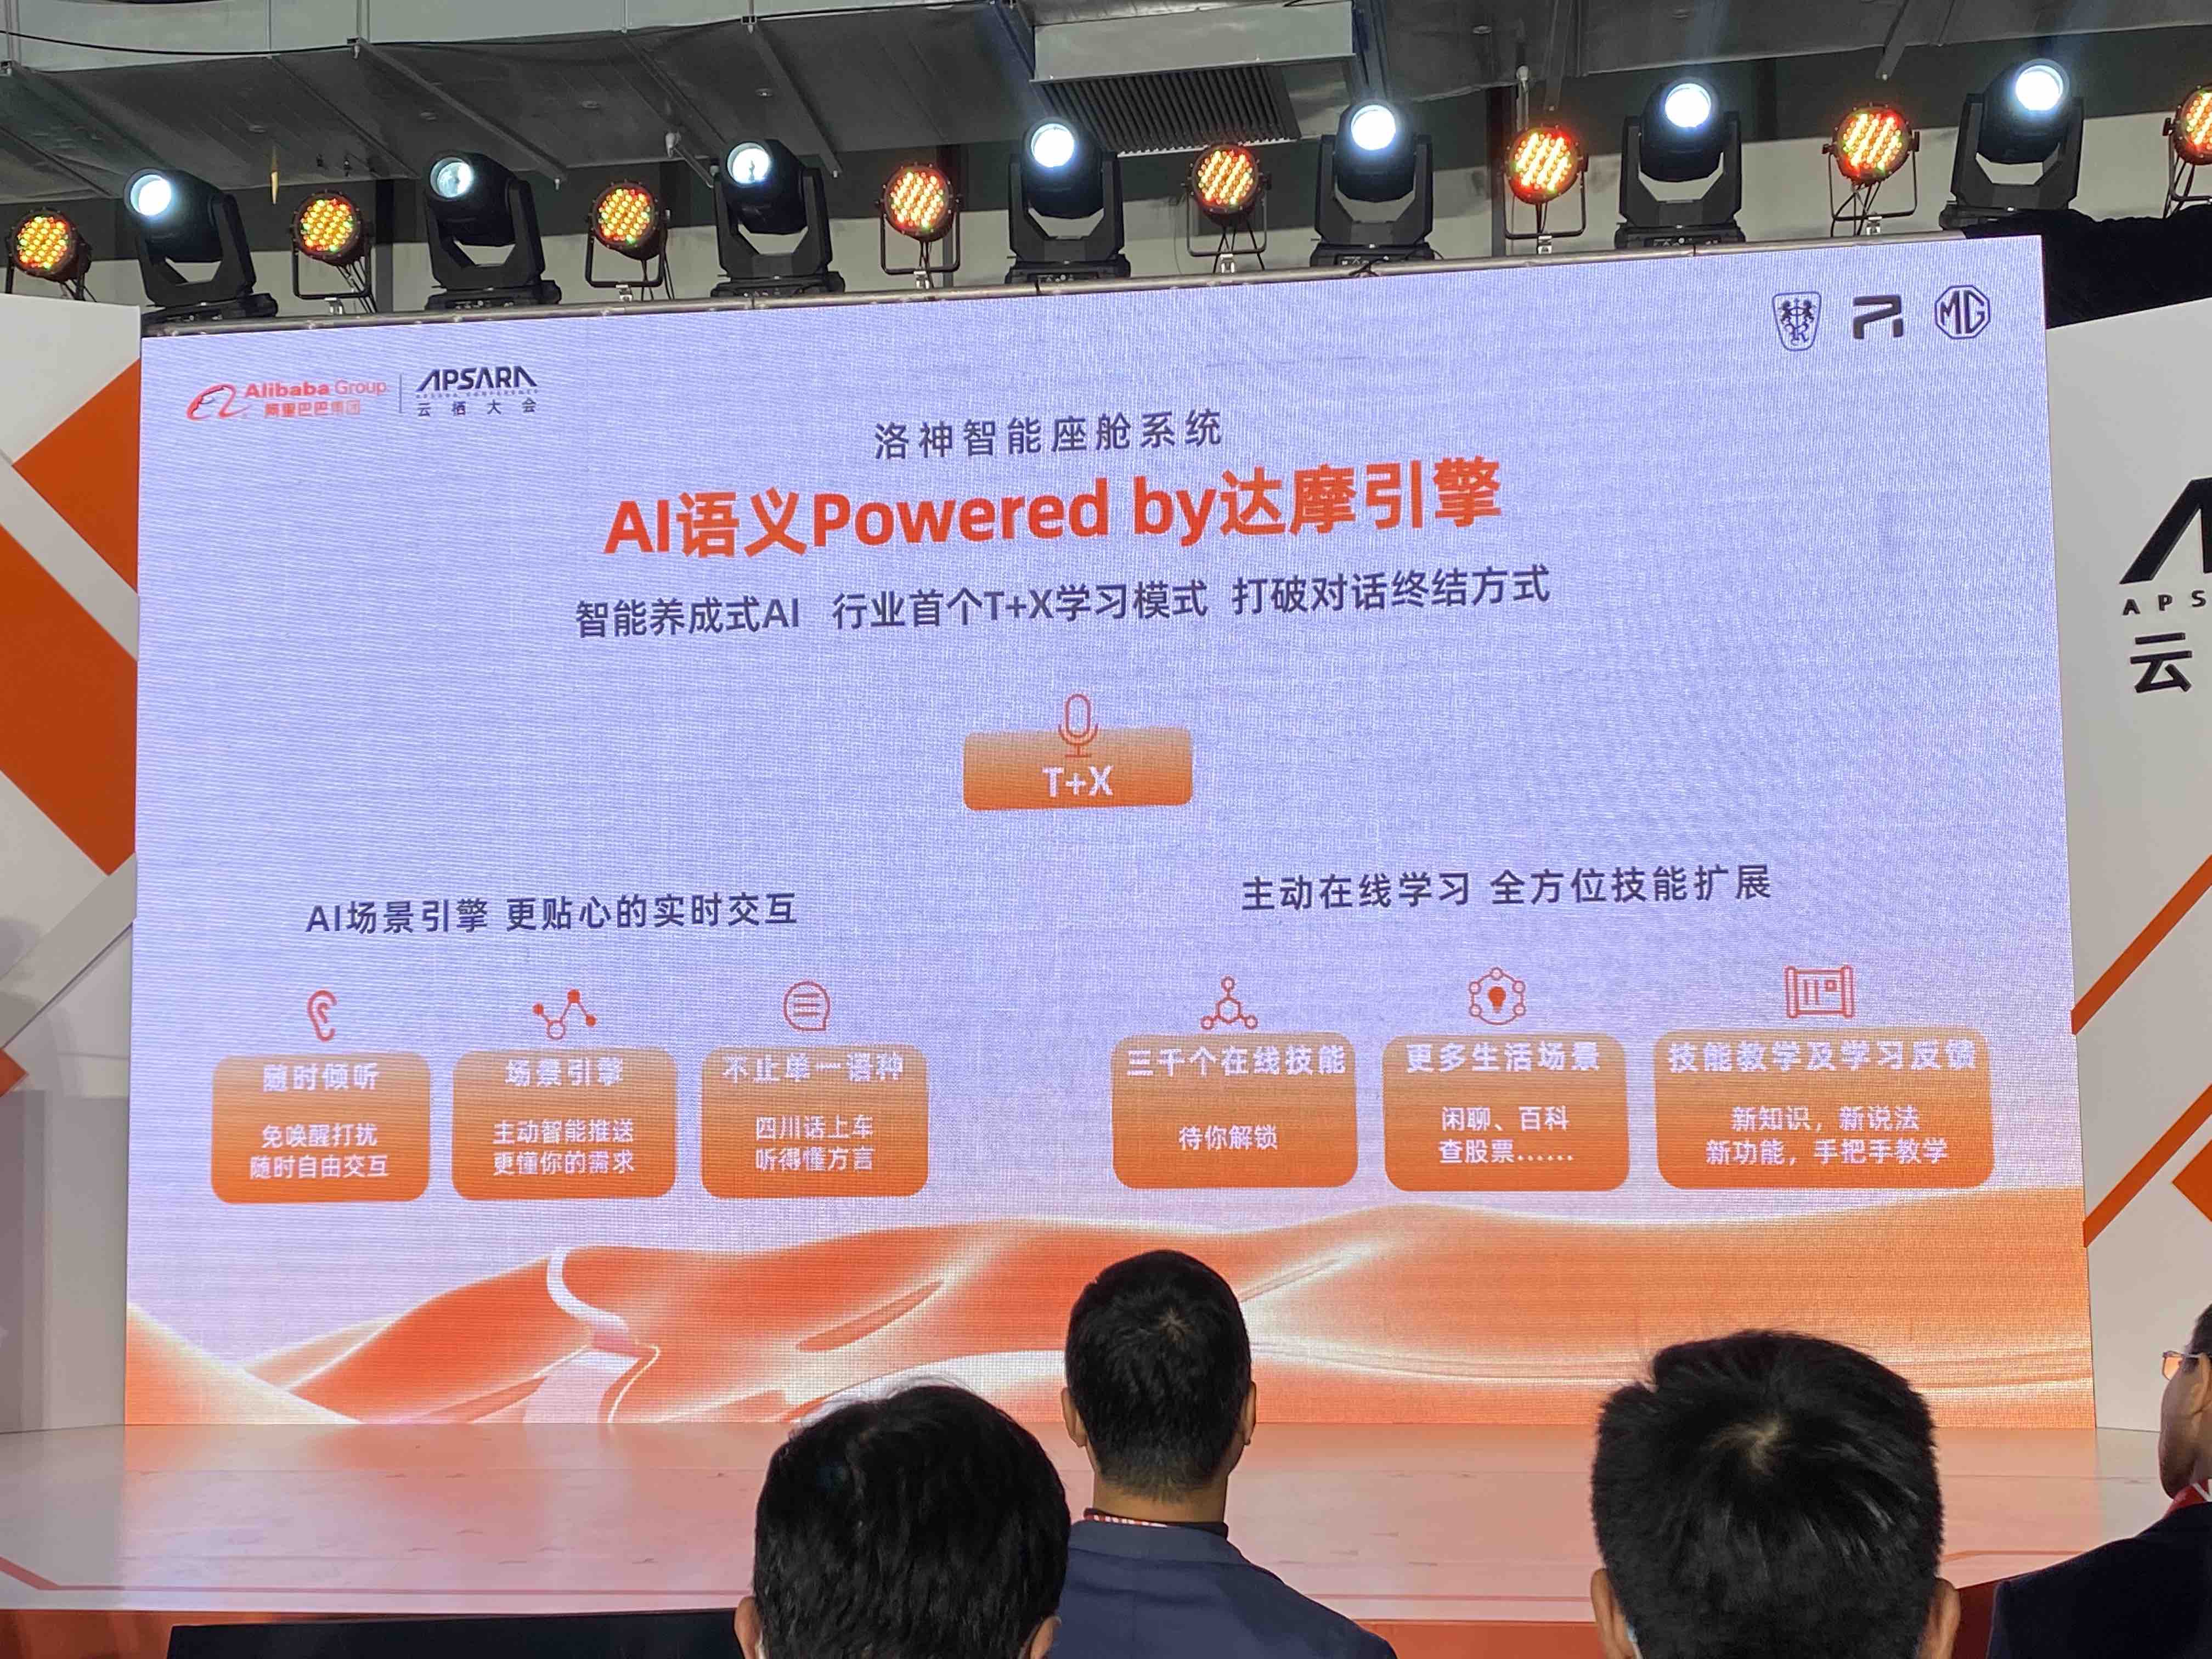 Alibaba Group
阿里巴巴集团
APSARA
云栖大会
MG
洛神智能座舱系统
AI语义Powered by达摩引擎
智能养成式AI 行业首个T+X学习模式 打破对话终结方式
T+X
AI场景引擎 更贴心的实时交互
随时倾听
免唤醒打扰
随时自由交互
场景引擎
主动智能推送
更懂你的需求
不止单一语种
四川话上车
听得懂方言
主动在线学习 全方位技能扩展
三千个在线技能
待你解锁
更多生活场景
闲聊、百科
查股票......
技能教学及学习反馈
新知识，新说法
新功能，手把手教学
APS
云